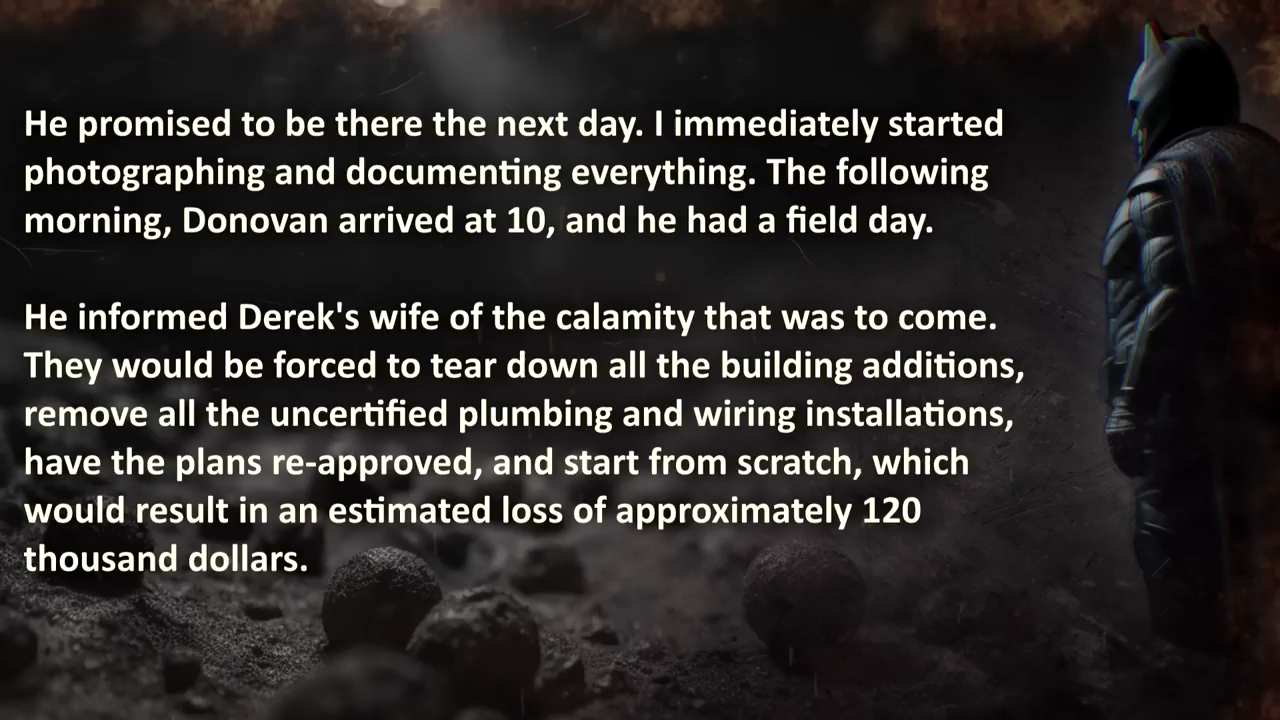 He promised to be there the next day. I immediately started
photographing and documenting everything. The following
morning, Donovan arrived at 10, and he had a field day.
He informed Derek's wife of the calamity that was to come.
They would be forced to tear down all the building additions,
remove all the uncertified plumbing and wiring installations,
have the plans re-approved, and start from scratch, which
would result in an estimated loss of approximately 120
thousand dollars.